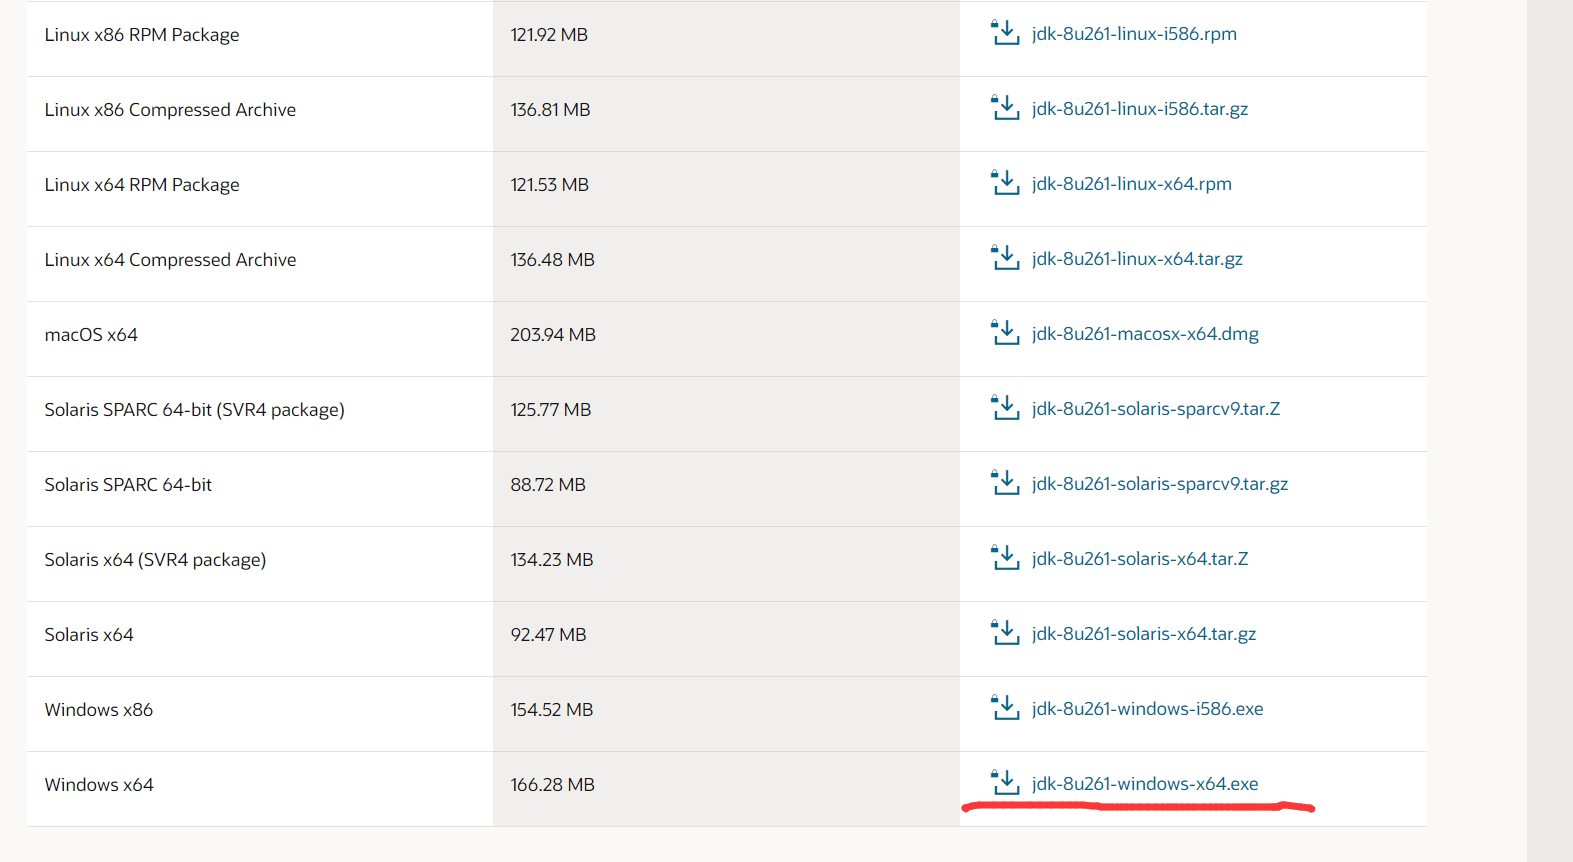 Linux x86 RPM Package 121.92 MB jdk-8u261-linux-i586.rpm
Linux x86 Compressed Archive 136.81 MB jdk-8u261-linux-i586.tar.gz
Linux x64 RPM Package 121.53 MB jdk-8u261-linux-x64.rpm
Linux x64 Compressed Archive 136.48 MB jdk-8u261-linux-x64.tar.gz
macOS x64 203.94 MB jdk-8u261-macosx-x64.dmg
Solaris SPARC 64-bit (SVR4 package) 125.77 MB jdk-8u261-solaris-sparcv9.tar.Z
Solaris SPARC 64-bit 88.72 MB jdk-8u261-solaris-sparcv9.tar.gz
Solaris x64 (SVR4 package) 134.23 MB jdk-8u261-solaris-x64.tar.Z
Solaris x64 92.47 MB jdk-8u261-solaris-x64.tar.gz
Windows x86 154.52 MB jdk-8u261-windows-i586.exe
Windows x64 166.28 MB jdk-8u261-windows-x64.exe